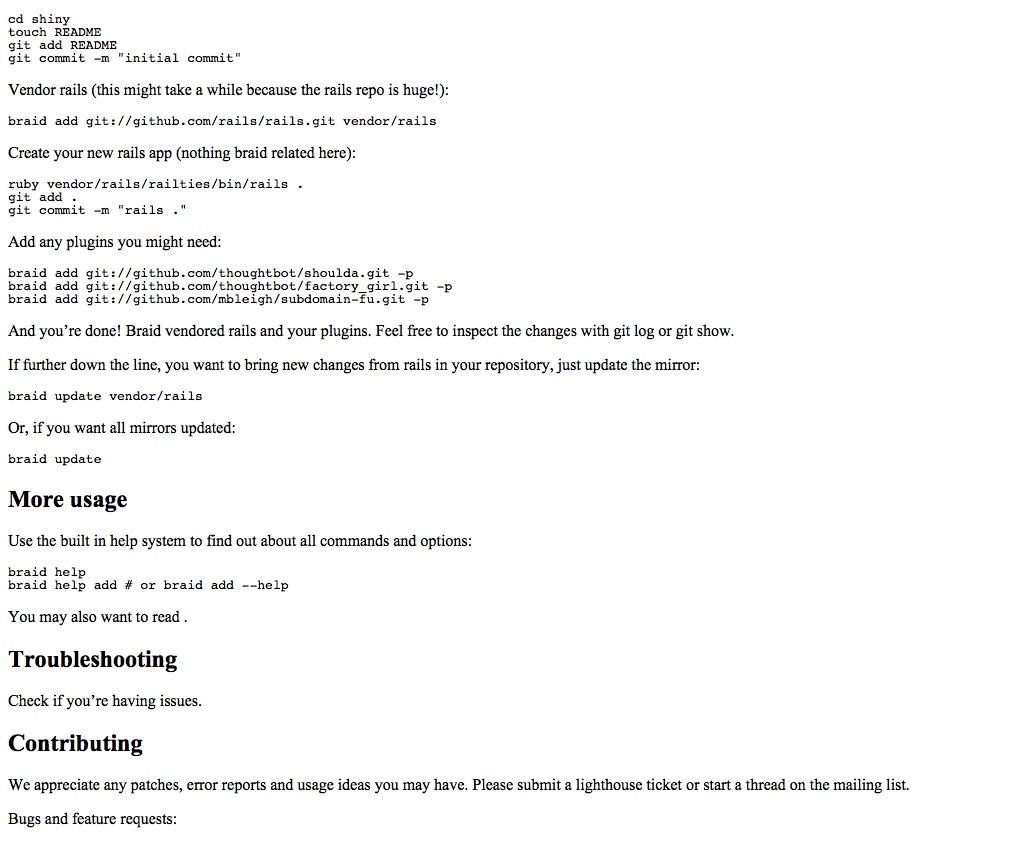 cd shiny
touch README
git add README
git commit -m "initial commit"
Vendor rails (this might take a while because the rails repo is huge!):
braid add git://github.com/rails/rails.git vendor/rails
Create your new rails app (nothing braid related here):
ruby vendor/rails/railties/bin/rails .
git add .
git commit -m "rails ."
Add any plugins you might need:
braid add git://github.com/thoughtbot/shoulda.git -p
braid add git://github.com/thoughtbot/factory_girl.git -p
braid add git://github.com/mbleigh/subdomain-fu.git -p
And you’re done! Braid vendored rails and your plugins. Feel free to inspect the changes with git log or git show.
If further down the line, you want to bring new changes from rails in your repository, just update the mirror:
braid update vendor/rails
Or, if you want all mirrors updated:
braid update
More usage
Use the built in help system to find out about all commands and options:
braid help
braid help add # or braid add --help
You may also want to read .
Troubleshooting
Check if you’re having issues.
Contributing
We appreciate any patches, error reports and usage ideas you may have. Please submit a lighthouse ticket or start a thread on the mailing list.
Bugs and feature requests: